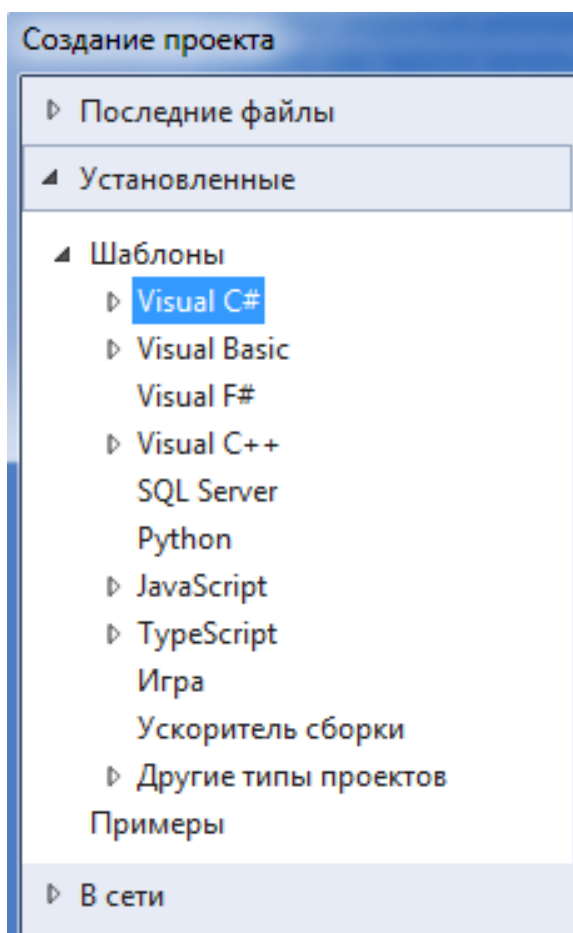 Создание проекта
Последние файлы
Установленные
Шаблоны
Visual C#
Visual Basic
Visual F#
Visual C++
SQL Server
Python
JavaScript
TypeScript
Игра
Ускоритель сборки
Другие типы проектов
Примеры
В сети